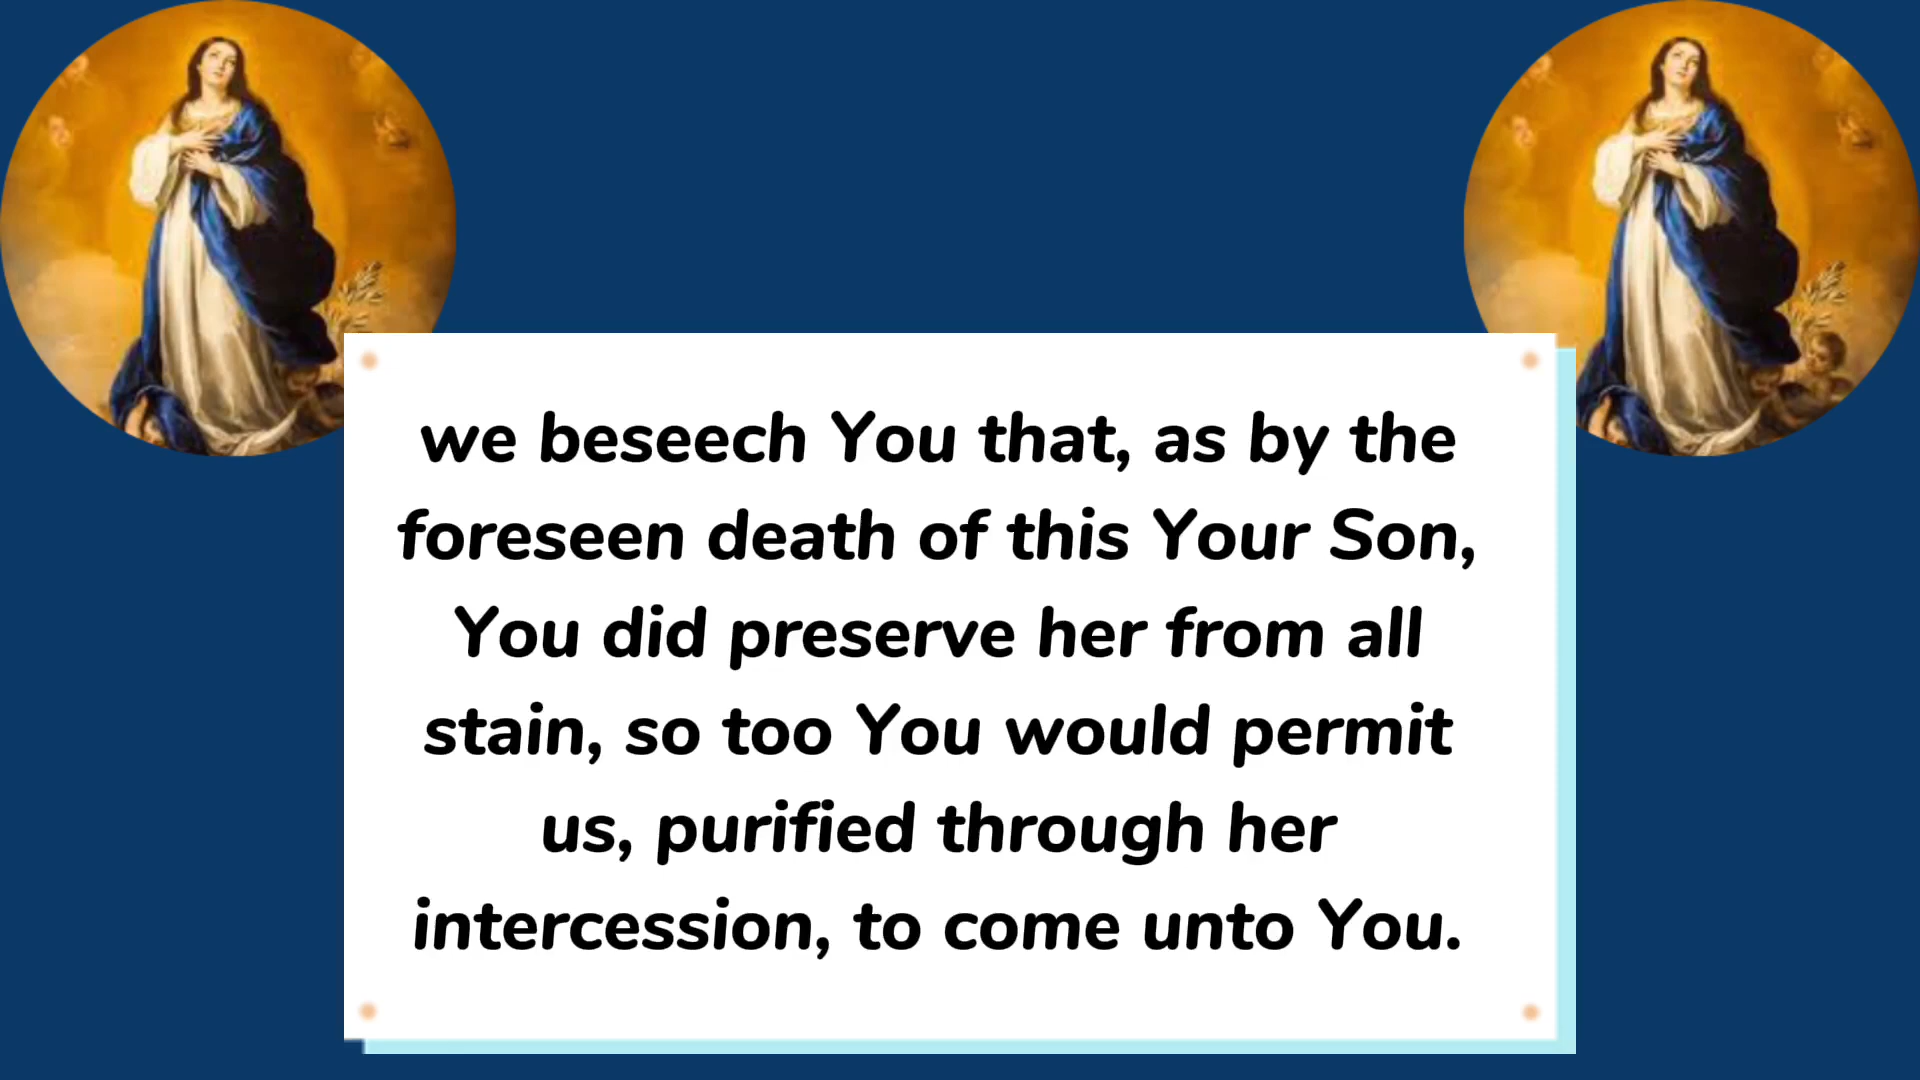 we beseech You that, as by the
foreseen death of this Your Son,
You did preserve her from all
stain, so too You would permit
us, purified through her
intercession, to come unto You.